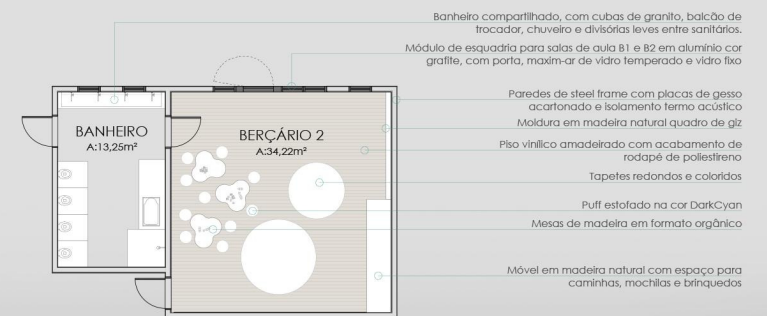 Banheiro compartilhado, com cubas de granito, balcão de
trocador, chuveiro e divisórias leves entre sanitários.
Módulo de esquadria para salas de aula B1 e B2 em alumínio cor
grafite, com porta, maxim-ar de vidro temperado e vidro fixo
Paredes de steel frame com placas de gesso
acartonado e isolamento termo acústico
Moldura em madeira natural quadro de giz
Piso vinílico amadeirado com acabamento de
rodapé de poliestireno
Tapetes redondos e coloridos
Puff estofado na cor DarkCyan
Mesas de madeira em formato orgânico
Móvel em madeira natural com espaço para
caminhas, mochilas e brinquedos
BANHEIRO
A:13,25m²
BERÇÁRIO 2
A:34,22m²